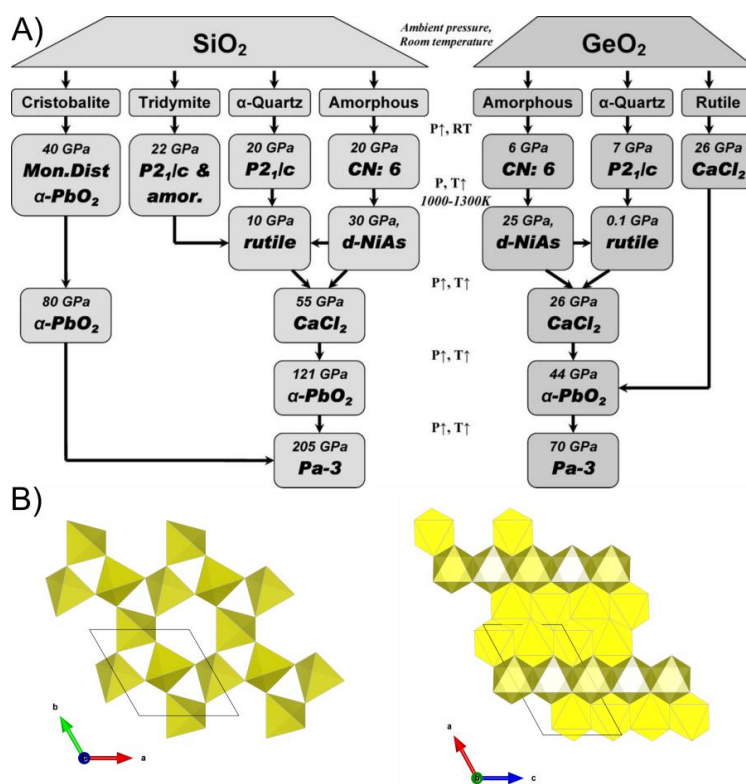 A)
SiO₂
Ambient pressure,
Room temperature
GeO₂
Cristobalite
Tridymite
α-Quartz
Amorphous
Amorphous
α-Quartz
Rutile
P↑, RT
40 GPa
Mon.Dist
α-PbO₂
22 GPa
P2₁/c &
amor.
20 GPa
P2₁/c
20 GPa
CN: 6
6 GPa
CN: 6
7 GPa
P2₁/c
26 GPa
CaCl₂
P, T↑
1000-1300K
10 GPa
rutile
30 GPa,
d-NiAs
25 GPa,
d-NiAs
0.1 GPa
rutile
P↑, T↑
80 GPa
α-PbO₂
55 GPa
CaCl₂
26 GPa
CaCl₂
P↑, T↑
121 GPa
α-PbO₂
44 GPa
α-PbO₂
P↑, T↑
205 GPa
Pa-3
70 GPa
Pa-3
B)
b
a
a
b
c